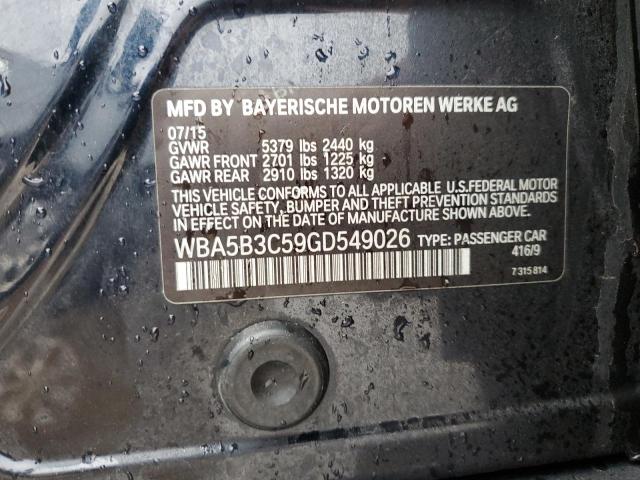 MFD BY BAYERISCHE MOTOREN WERKE AG
07/15
GVWR 5379 lbs 2440 kg
GAWR FRONT 2701 lbs 1225 kg
GAWR REAR 2910 lbs 1320 kg
THIS VEHICLE CONFORMS TO ALL APPLICABLE U.S.FEDERAL MOTOR
VEHICLE SAFETY, BUMPER AND THEFT PREVENTION STANDARDS
IN EFFECT ON THE DATE OF MANUFACTURE SHOWN ABOVE.
WBA5B3C59GD549026 TYPE: PASSENGER CAR
416/9
7 315 814